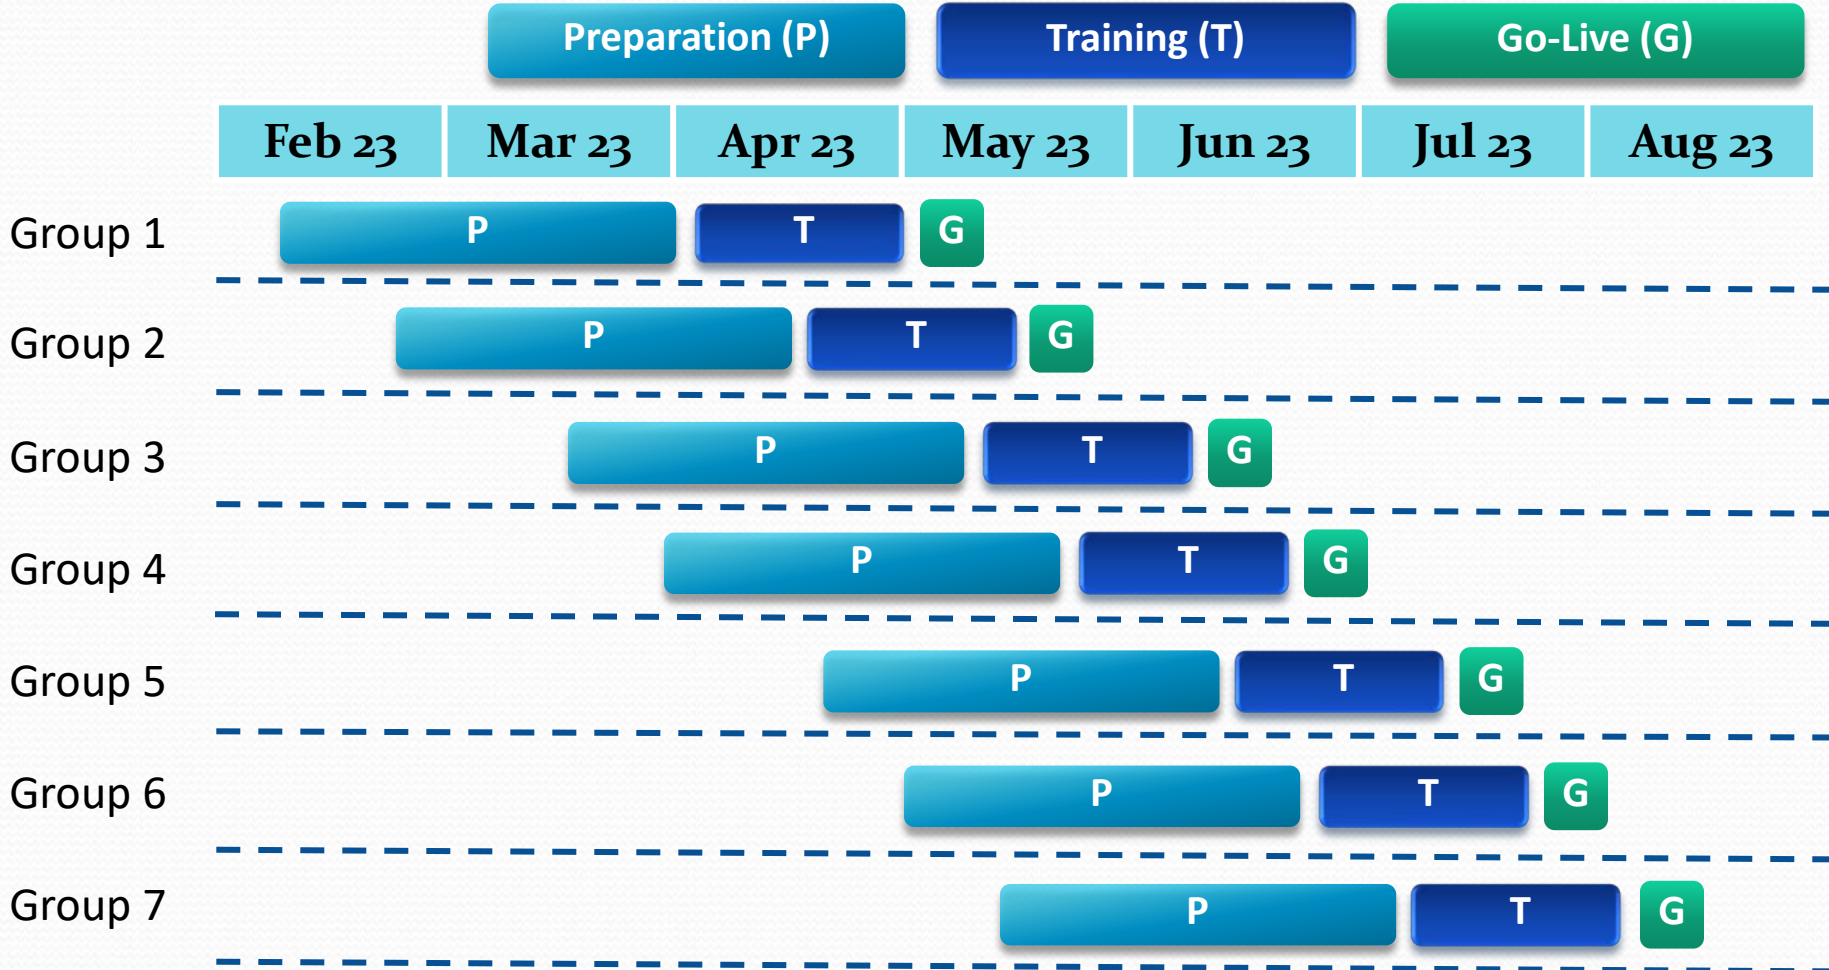 Preparation (P) Training (T) Go-Live (G)
Feb 23 Mar 23 Apr 23 May 23 Jun 23 Jul 23 Aug 23
Group 1 P T G
Group 2 P T G
Group 3 P T G
Group 4 P T G
Group 5 P T G
Group 6 P T G
Group 7 P T G